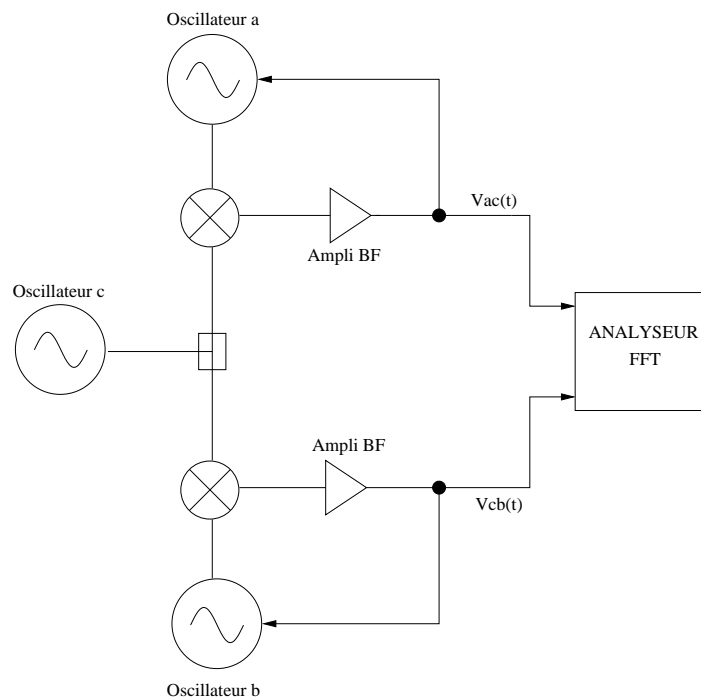 Oscillateur a
Vac(t)
Ampli BF
Oscillateur c
ANALYSEUR
FFT
Ampli BF
Vcb(t)
Oscillateur b